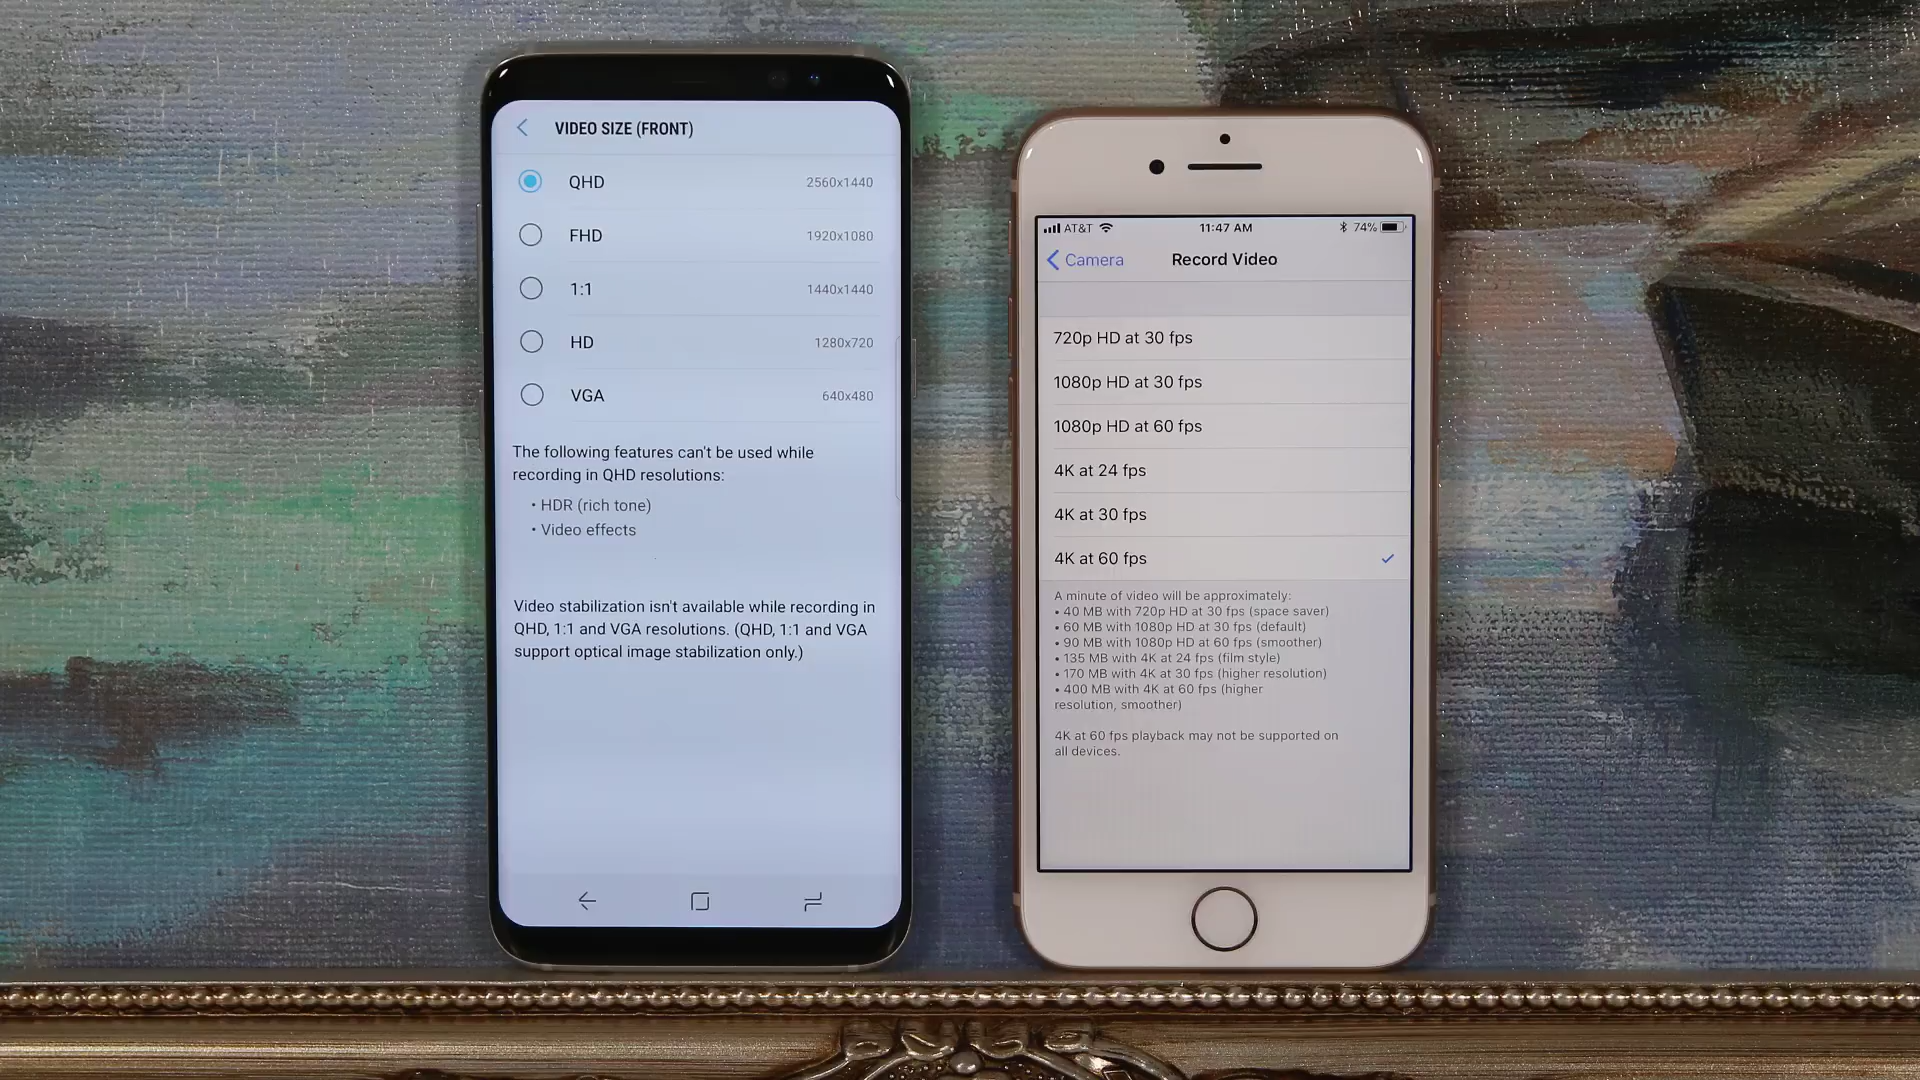 VIDEO SIZE (FRONT)
QHD 2560x1440
FHD 1920x1080
1:1 1440x1440
HD 1280x720
VGA 640x480
The following features can't be used while
recording in QHD resolutions:
• HDR (rich tone)
• Video effects
Video stabilization isn't available while recording in
QHD, 1:1 and VGA resolutions. (QHD, 1:1 and VGA
support optical image stabilization only.)
AT&T 11:47 AM 74%
Camera Record Video
720p HD at 30 fps
1080p HD at 30 fps
1080p HD at 60 fps
4K at 24 fps
4K at 30 fps
4K at 60 fps
A minute of video will be approximately:
• 40 MB with 720p HD at 30 fps (space saver)
• 60 MB with 1080p HD at 30 fps (default)
• 90 MB with 1080p HD at 60 fps (smoother)
• 135 MB with 4K at 24 fps (film style)
• 170 MB with 4K at 30 fps (higher resolution)
• 400 MB with 4K at 60 fps (higher
resolution, smoother)
4K at 60 fps playback may not be supported on
all devices.